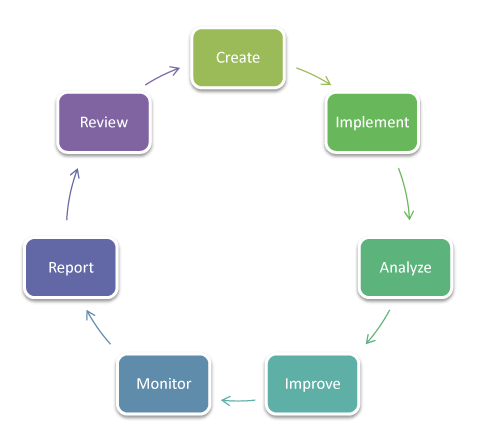 Create
Implement
Analyze
Improve
Monitor
Report
Review